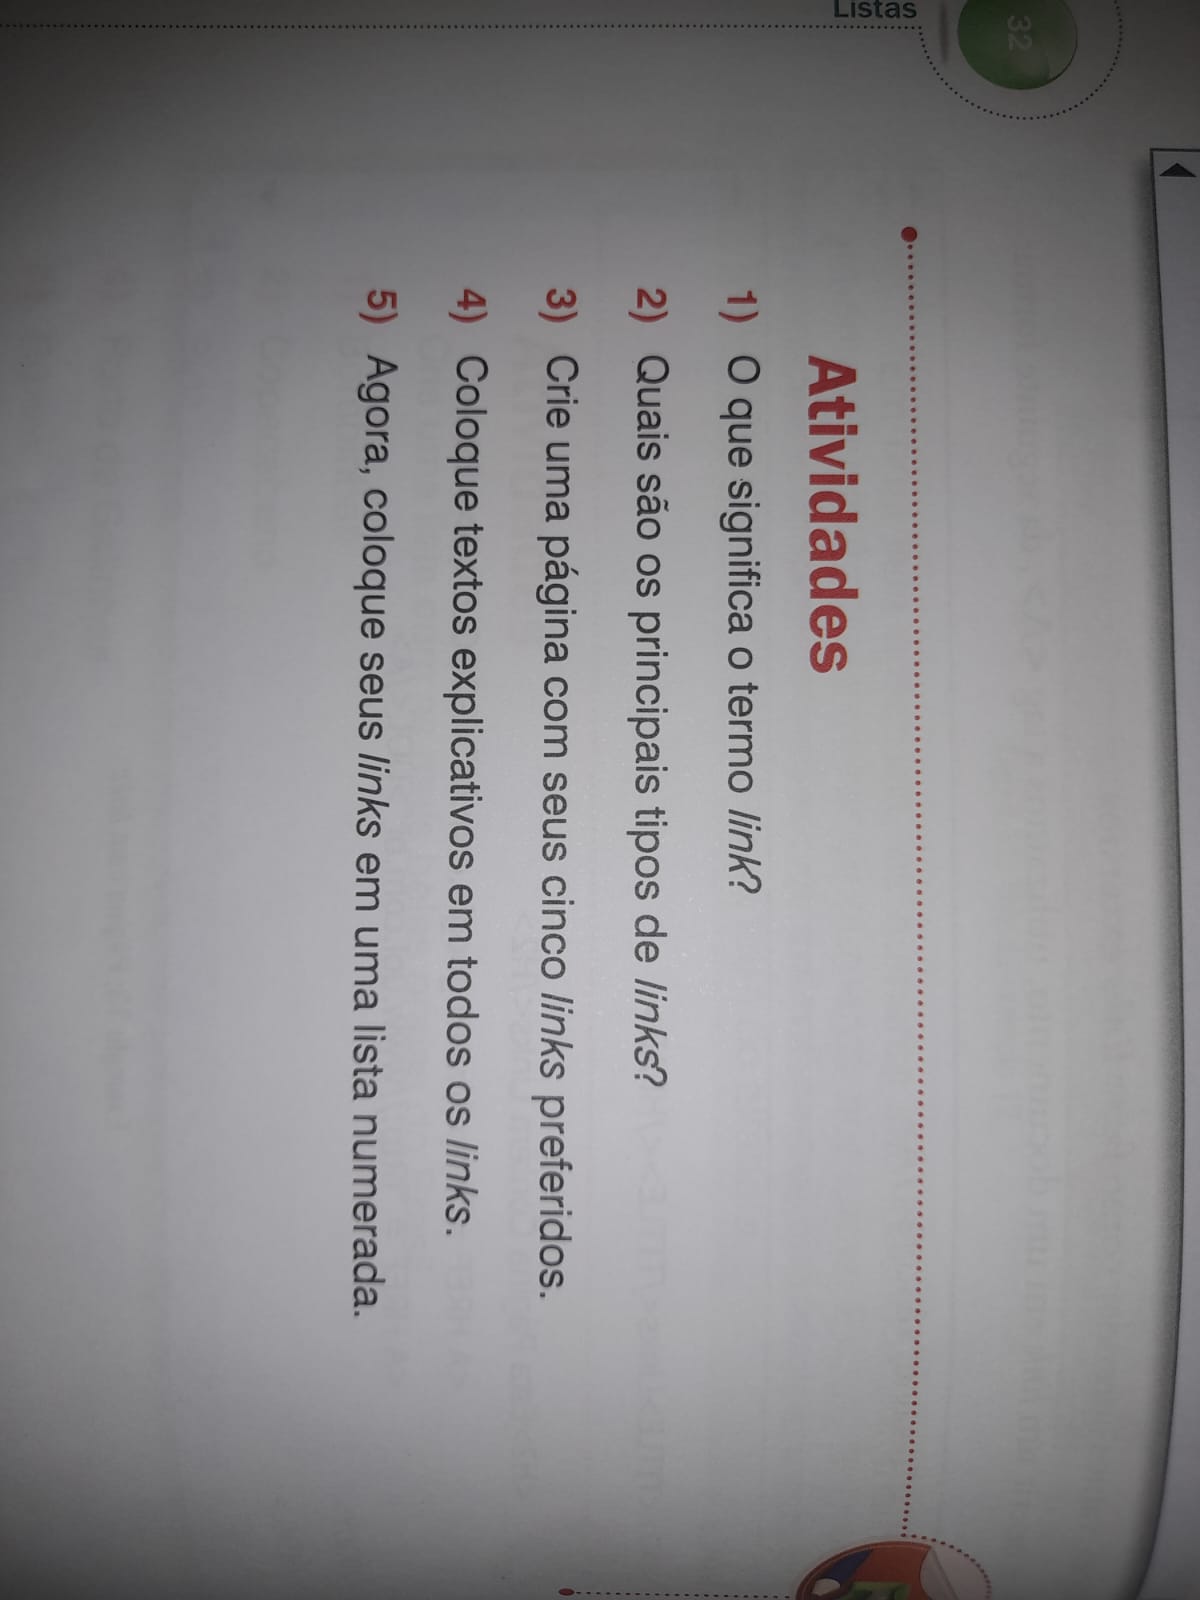 32
Listas
Atividades
1) O que significa o termo link?
2) Quais são os principais tipos de links?
3) Crie uma página com seus cinco links preferidos.
4) Coloque textos explicativos em todos os links.
5) Agora, coloque seus links em uma lista numerada.